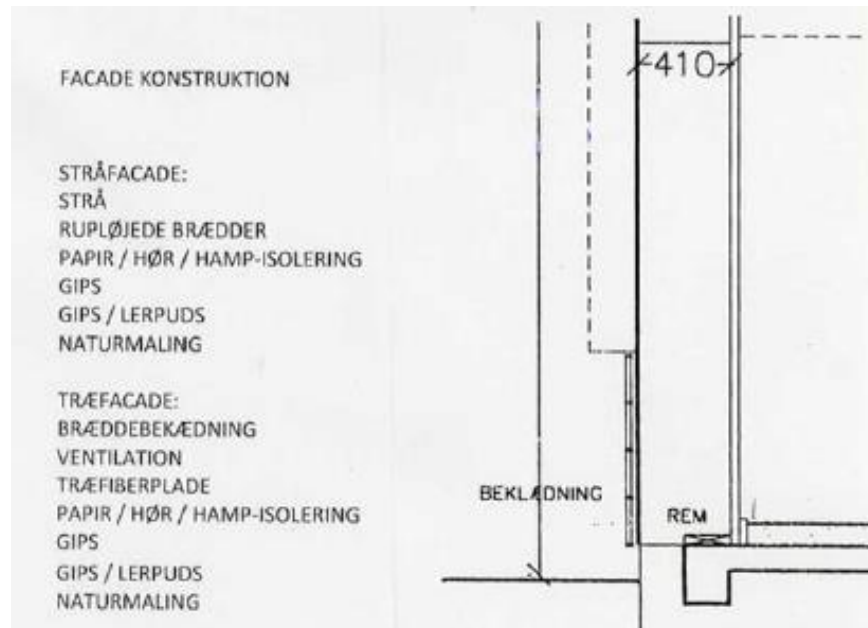 FACADE KONSTRUKTION
STRÅFACADE:
STRÅ
RUPLØJEDE BRÆDDER
PAPIR / HØR / HAMP-ISOLERING
GIPS
GIPS / LERPUDS
NATURMALING
TRÆFACADE:
BRÆDDEBEKÆDNING
VENTILATION
TRÆFIBERPLADE
PAPIR / HØR / HAMP-ISOLERING
GIPS
GIPS / LERPUDS
NATURMALING
410
BEKLÆDNING
REM